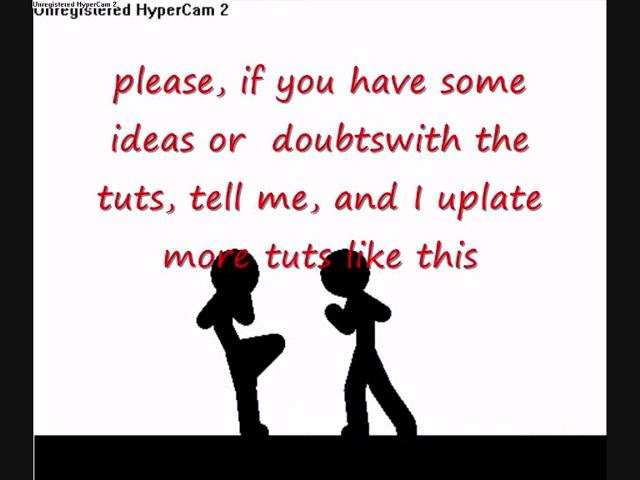 Unregistered HyperCam 2
Unregistered HyperCam 2
please, if you have some
ideas or doubtswith the
tuts, tell me, and I uplate
more tuts like this